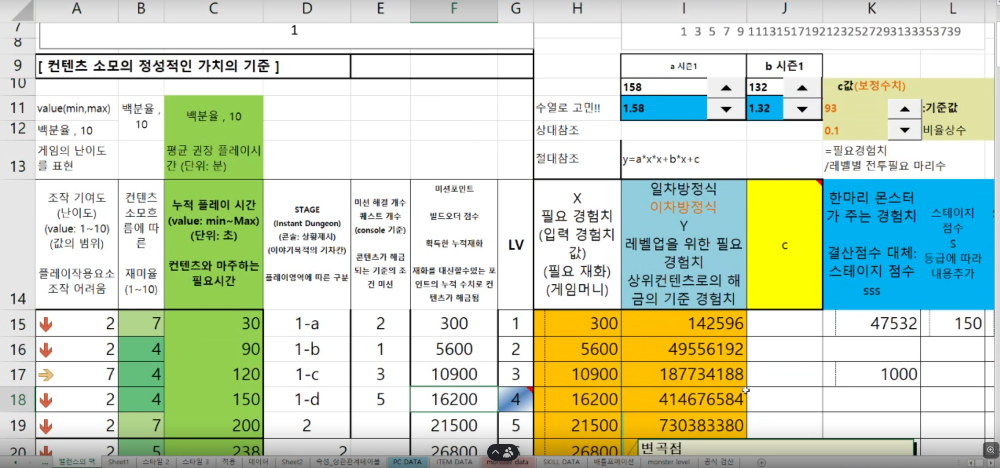 A B C D E F G H I J K L
7 1 1 3 5 7 9 11131517192123252729313335373 9
8
9 [ 컨텐츠 소모의 정성적인 가치의 기준 ] a 시즌1 b 시즌1
10 158 132 c값(보정수치)
11 value(min,max) 백분율 , 10 백분율 , 10 수열로 고민!! 1.58 1.32 93 :기준값
12 백분율 , 10 상대참조 0.1 비율상수
13 게임의 난이도
를 표현
평균 권장 플레이시
간 (단위: 분)
절대참조
y=a*x*x+b*x+c
=필요경험치
/레벨별 전투필요 마리수
14
조작 기여도
(난이도)
(value: 1~10)
(값의 범위)
플레이작용요소
조작 어려움
컨텐츠
소모흐
름에 따
른
재미율
(1~10)
누적 플레이 시간
(value: min~Max)
(단위: 초)
컨텐츠와 마주하는
필요시간
STAGE
(Instant Dungeon)
(콘솔: 상황제시)
(이야기목적의 기차칸)
플레이영역에 따른 구분
미션 해결 개수
퀘스트 개수
(console 기준)
콘텐츠가 해금
되는 기준의 조
건 미션
미션포인트
빌드오더 점수
획득한 누적재화
재화를 대신할수있는 포
인트의 누적 수치로 컨
텐츠가 해금됨
LV
X
필요 경험치
(입력 경험치
값)
(필요 재화)
(게임머니)
일차방정식
이차방정식
Y
레벨업을 위한 필요
경험치
상위컨텐츠로의 해
금의 기준 경험치
c
한마리 몬스터
가 주는 경험치
결산점수 대체:
스테이지 점수
sss
스테이지
점수
S
등급에 따라
내용추가
15 2 7 30 1-a 2 300 1 300 142596 47532 150
16 2 4 90 1-b 1 5600 2 5600 49556192
17 7 4 120 1-c 3 10900 3 10900 187734188 1000
18 2 4 150 1-d 5 16200 4 16200 414676584
19 2 7 200 2 21500 5 21500 730383380
20 2 5 238 2 26800 26800 변곡점
... 밸런스의 맥 Sheet1 스타일 2 스타일 3 적용 데이터 Sheet2 속성_상관관계테이블 PC DATA ITEM DATA monster data SKILL DATA 배틀포메이션 monster level 공식 검산